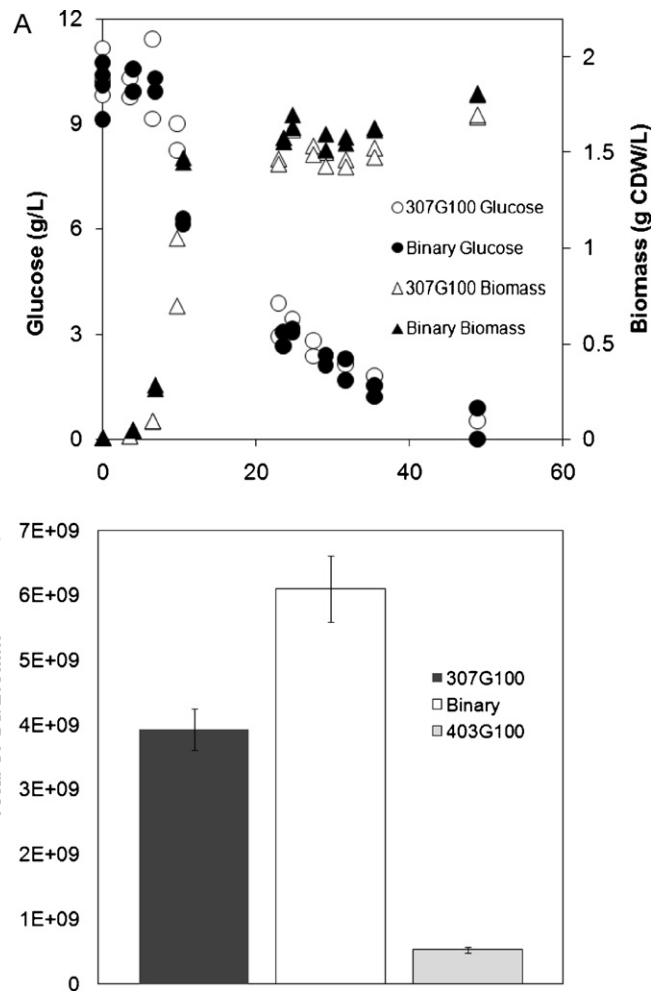 A
12
9
6
3
0
Glucose (g/L)
2
1.5
1
0.5
0
Biomass (g CDW/L)
307G100 Glucose
Binary Glucose
307G100 Biomass
Binary Biomass
0 20 40 60
7E+09
6E+09
5E+09
4E+09
3E+09
2E+09
1E+09
0
307G100
Binary
403G100